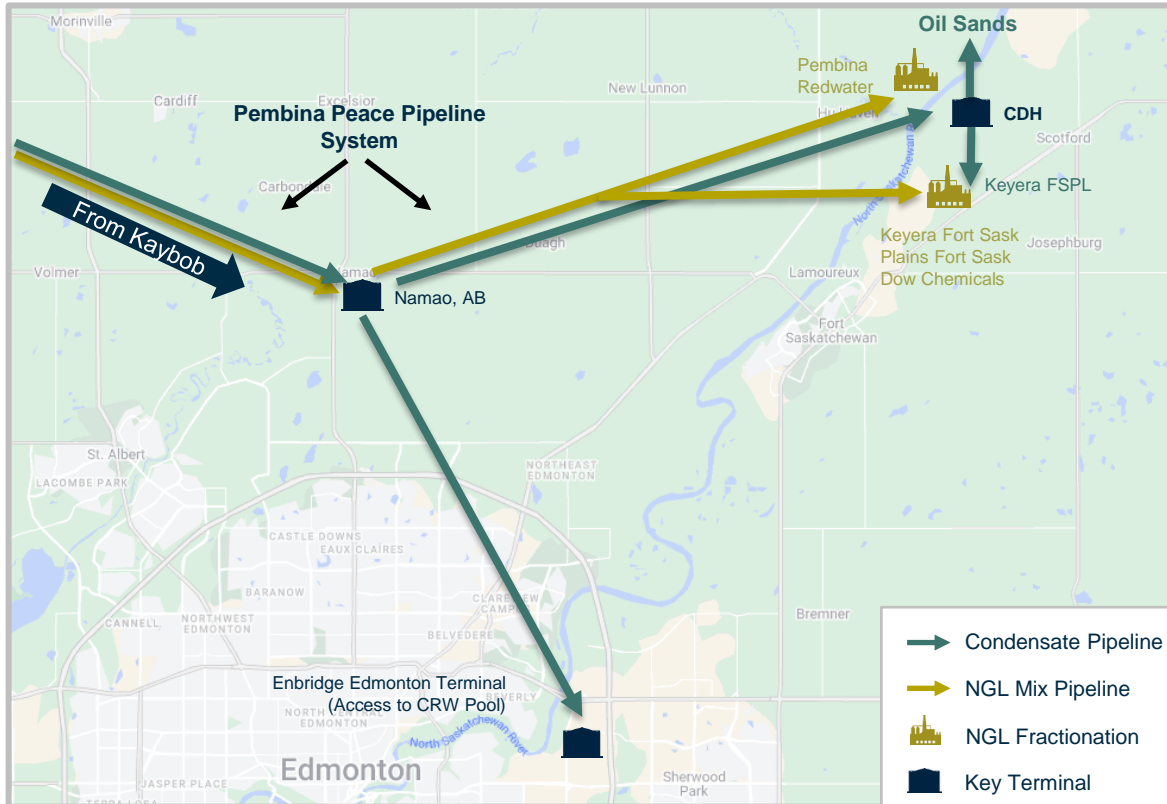 Morinville
Oil Sands
Pembina
Redwater
New Lunnon
Cardiff
Excelsior
Pembina Peace Pipeline
System
CDH
Scotford
Carbondale
Keyera FSPL
From Kaybob
Keyera Fort Sask
Plains Fort Sask
Dow Chemicals
Josephburg
Volmer
Lamoureux
Namao, AB
Fort
Saskatchewan
St. Albert
LACOMBE PARK
NORTHEAST
EDMONTON
CASTLE DOWNS
EAUX CLAIRES
BARANOW
CANNELL
NORTHWEST
EDMONTON
BELVEDERE
Bremner
Enbridge Edmonton Terminal
(Access to CRW Pool)
BEVERLY
North Saskatchewan River
Edmonton
JASPER PLACE
Sherwood
Park
Condensate Pipeline
NGL Mix Pipeline
NGL Fractionation
Key Terminal